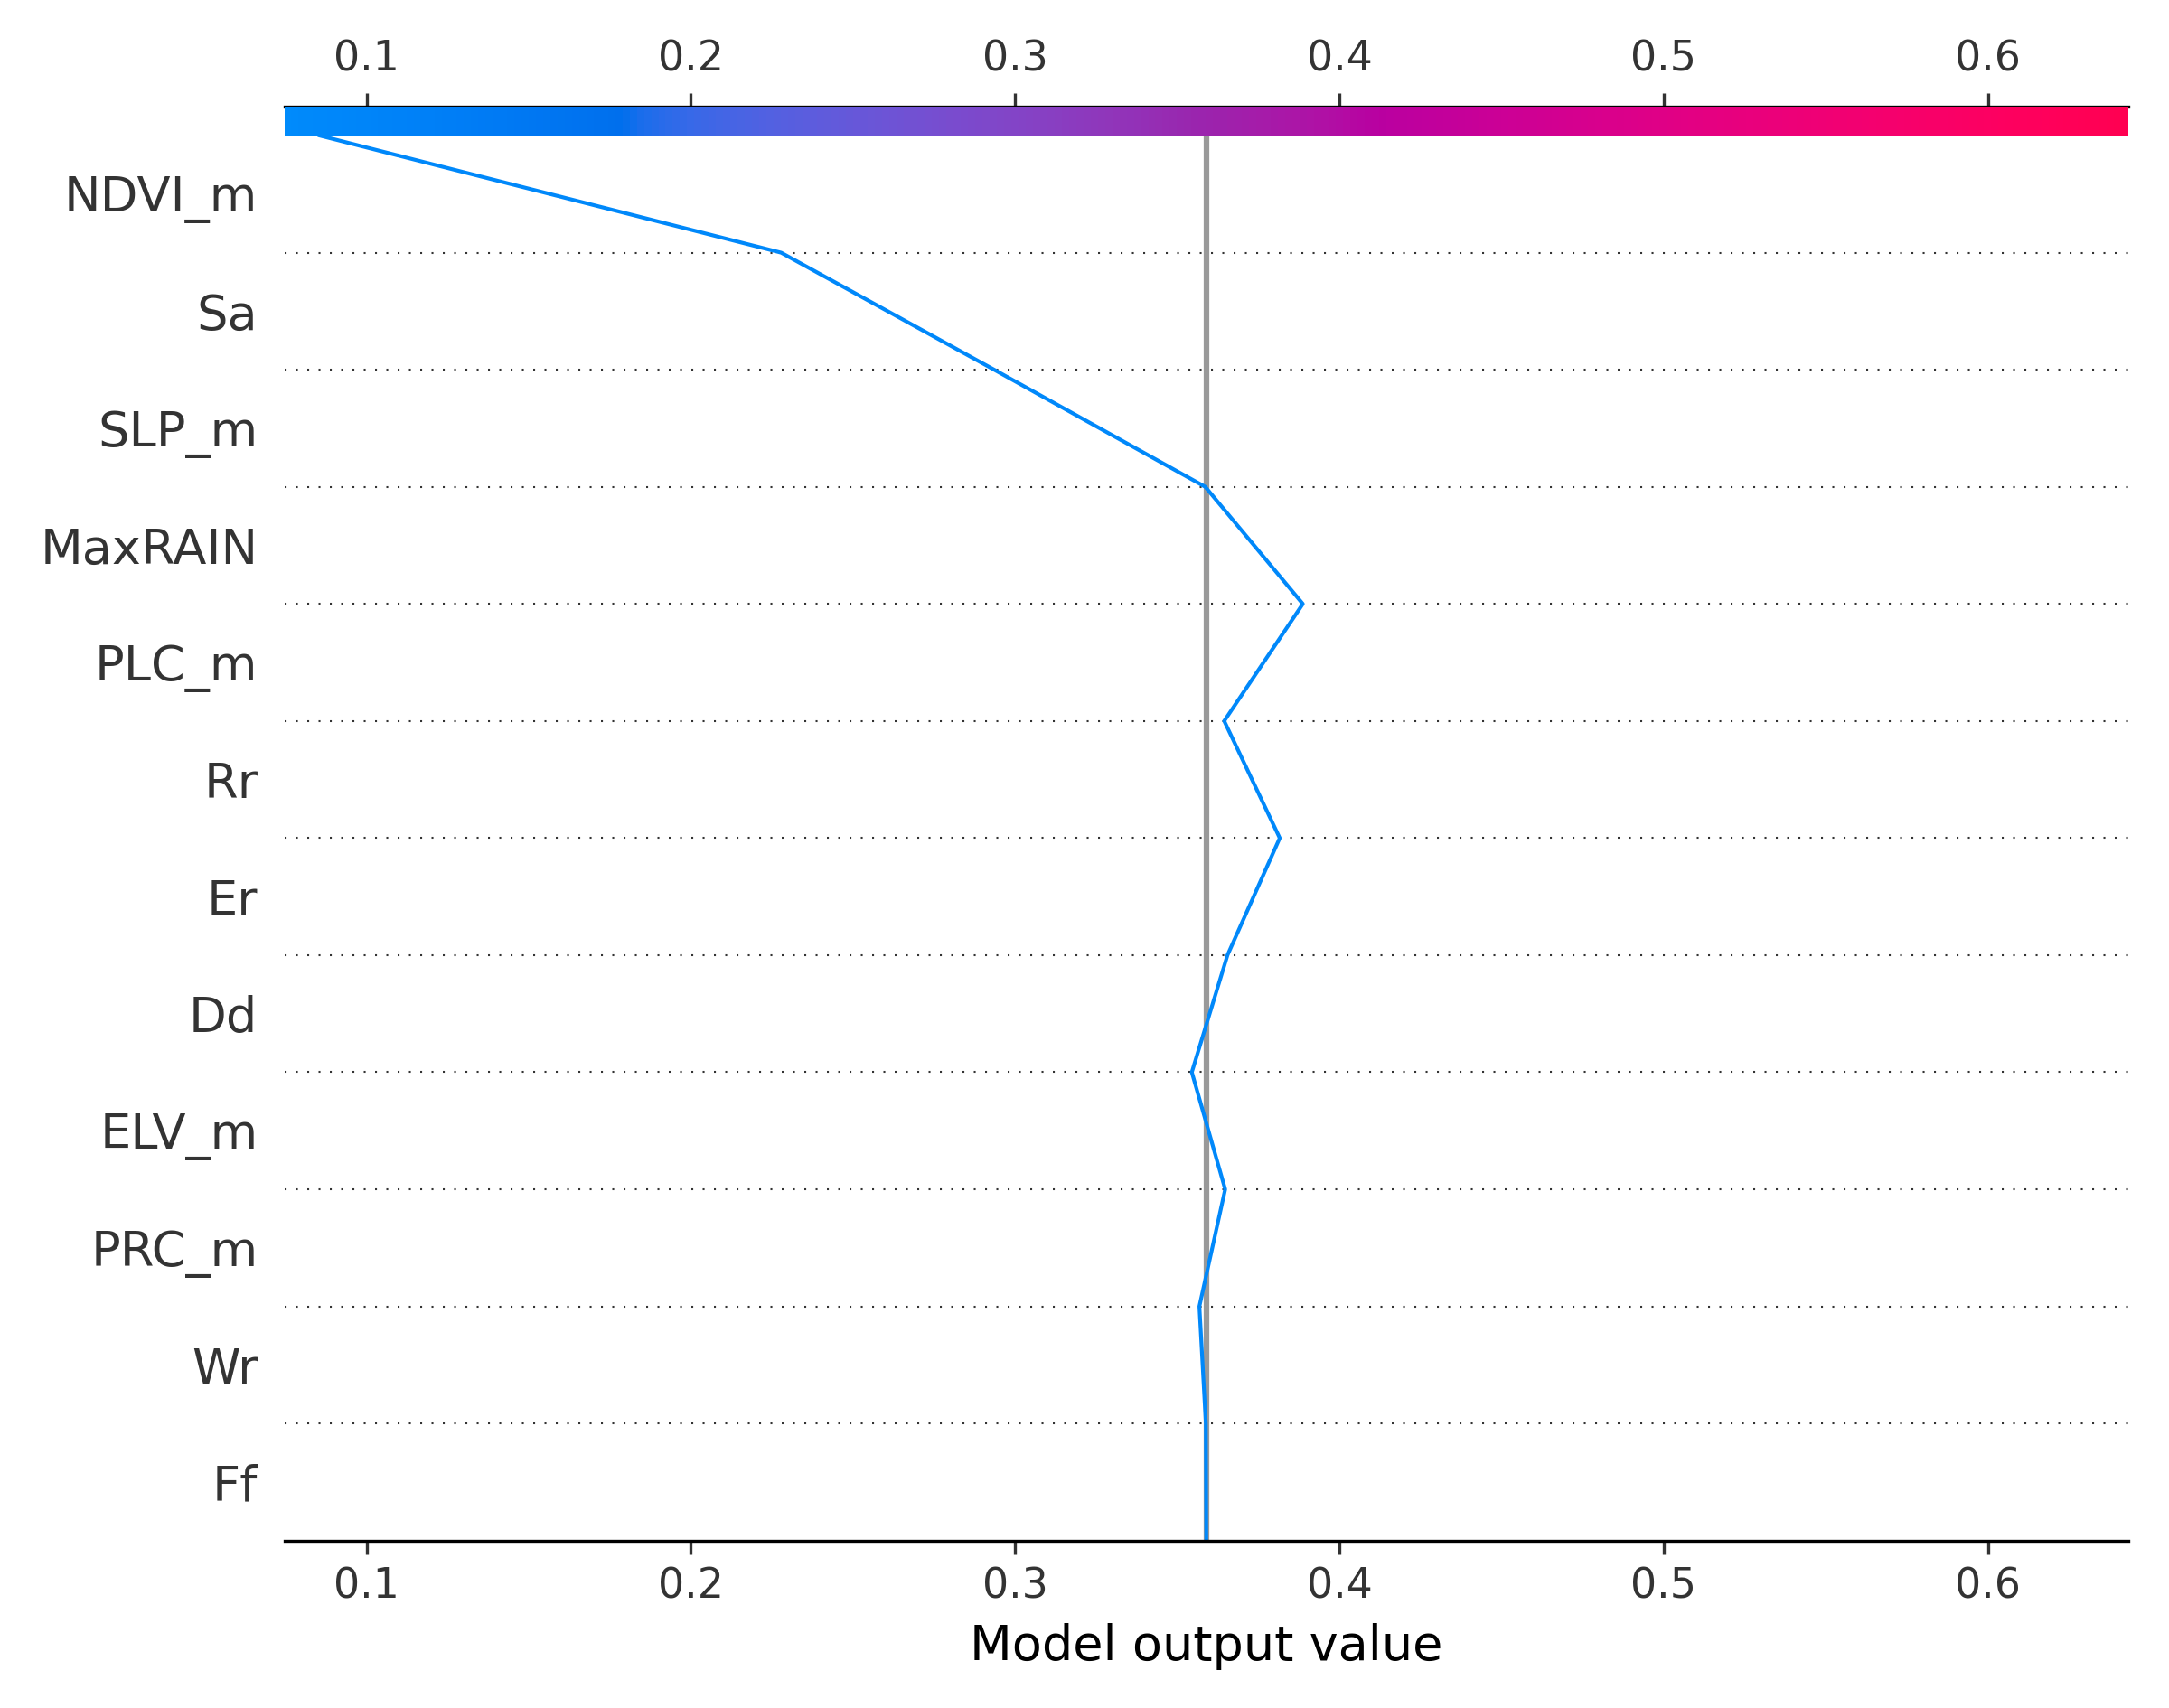 0.1 0.2 0.3 0.4 0.5 0.6
NDVI_m
Sa
SLP_m
MaxRAIN
PLC_m
Rr
Er
Dd
ELV_m
PRC_m
Wr
Ff
0.1 0.2 0.3 0.4 0.5 0.6
Model output value